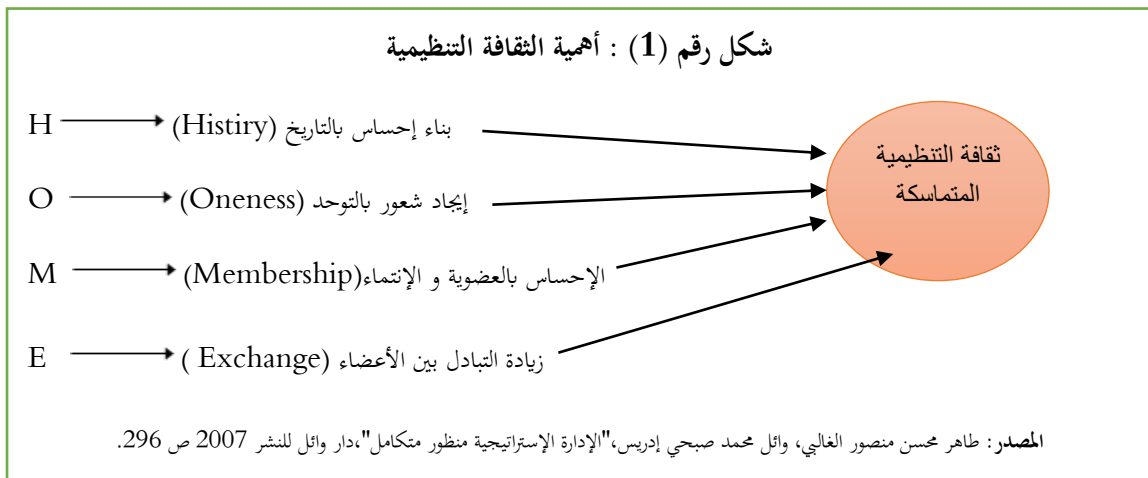 شكل رقم (1) : أهمية الثقافة التنظيمية
H بناء إحساس بالتاريخ (Histiry)
O إيجاد شعور بالتوحد (Oneness)
M الإحساس بالعضوية و الإنتماء(Membership)
E زيادة التبادل بين الأعضاء (Exchange )
ثقافة التنظيمية
المتماسكة
المصدر: طاهر محسن منصور الغالبي، وائل محمد صبحي إدريس،"الإدارة الإستراتيجية منظور متكامل"،دار وائل للنشر 2007 ص 296.